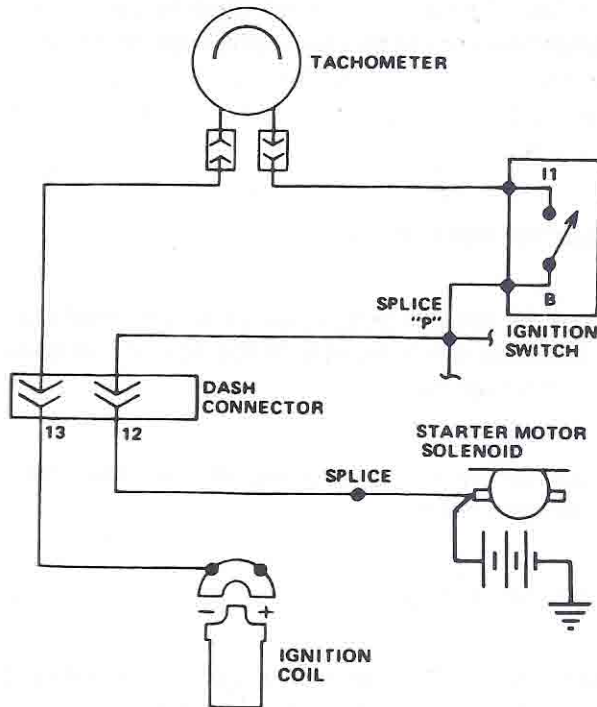 TACHOMETER
I1
B
SPLICE
"P"
IGNITION
SWITCH
DASH
CONNECTOR
13
12
STARTER MOTOR
SOLENOID
SPLICE
- +
IGNITION
COIL